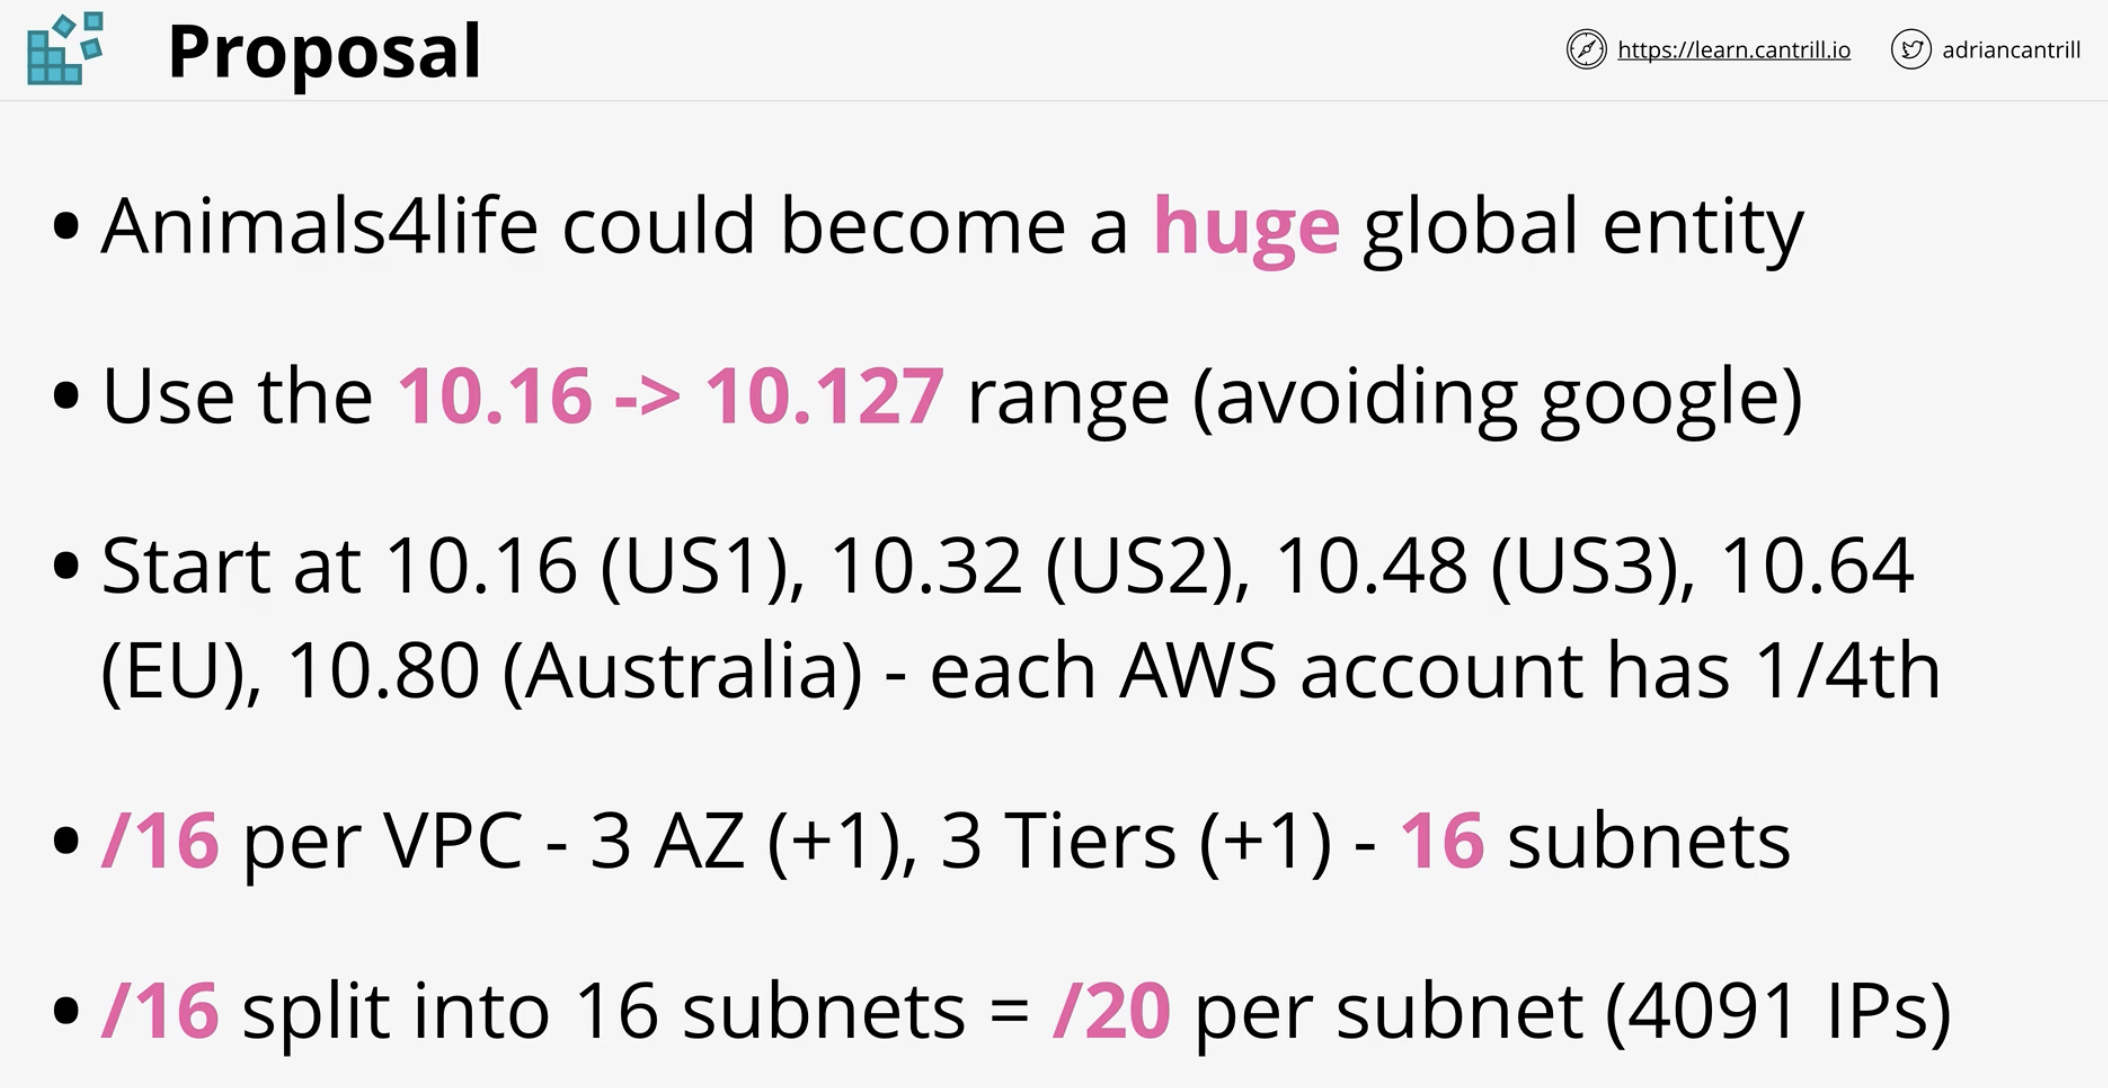 Proposal
https://learn.cantrill.io
adriancantrill
• Animals4life could become a huge global entity
• Use the 10.16 -> 10.127 range (avoiding google)
• Start at 10.16 (US1), 10.32 (US2), 10.48 (US3), 10.64
(EU), 10.80 (Australia) - each AWS account has 1/4th
• /16 per VPC - 3 AZ (+1), 3 Tiers (+1) - 16 subnets
• /16 split into 16 subnets = /20 per subnet (4091 IPs)